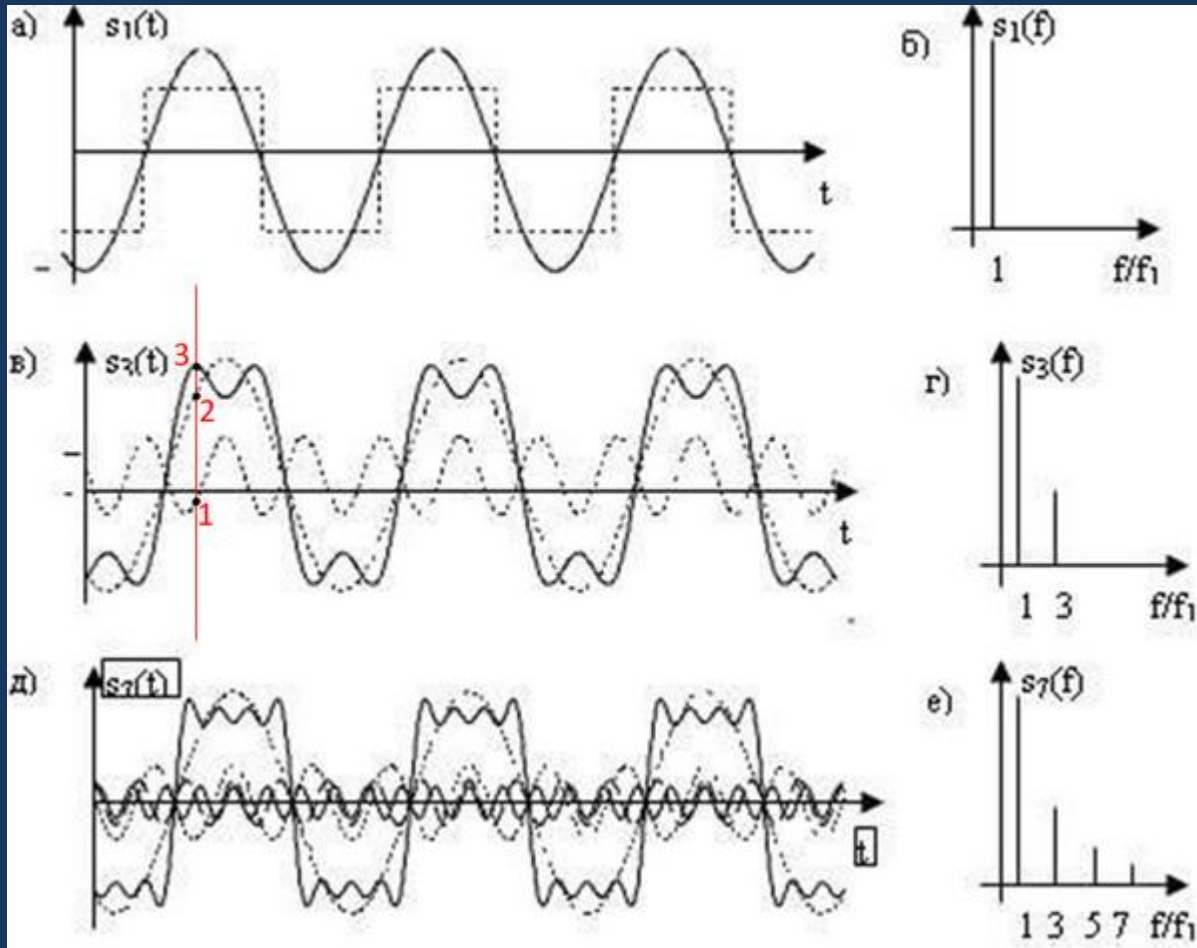 а)
s₁(t)
t
б)
s₁(f)
1 f/f₁
в)
s₃(t)
3
2
1
t
г)
s₃(f)
1 3 f/f₁
д)
s₇(t)
t
е)
s₇(f)
1 3 5 7 f/f₁